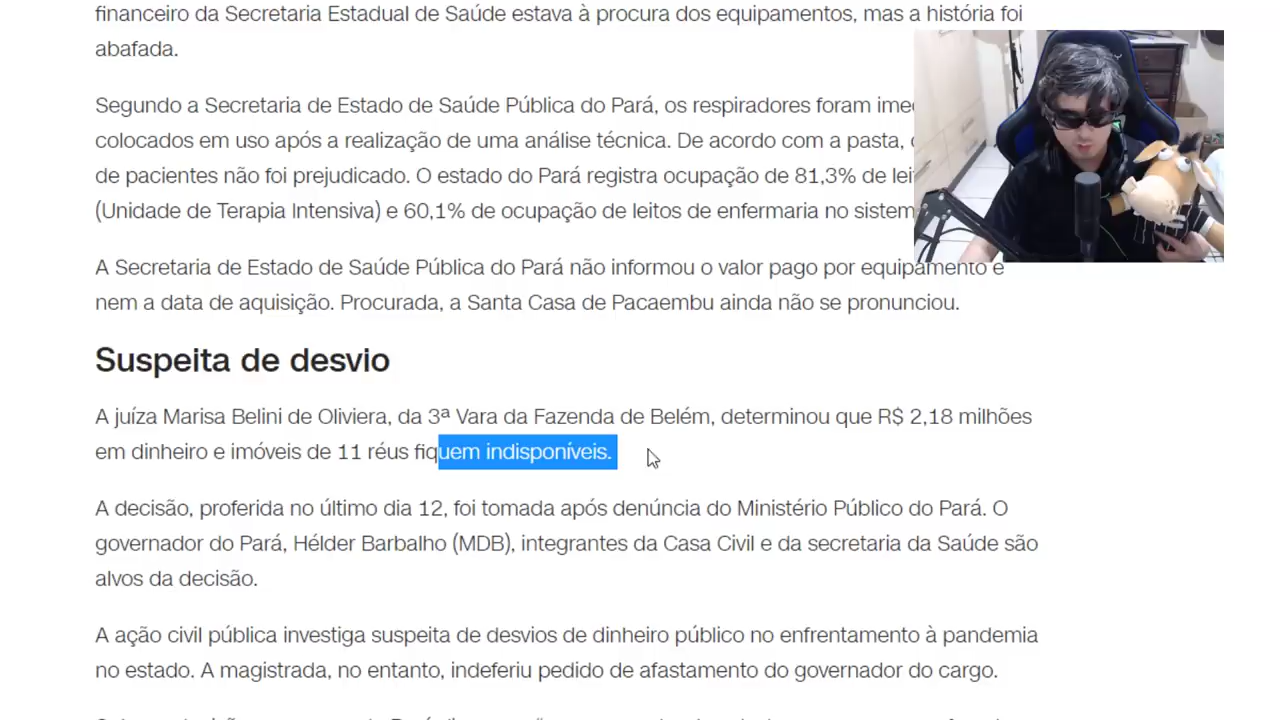 financeiro da Secretaria Estadual de Saúde estava à procura dos equipamentos, mas a história foi
abafada.
Segundo a Secretaria de Estado de Saúde Pública do Pará, os respiradores foram
colocados em uso após a realização de uma análise técnica. De acordo com a pasta,
de pacientes não foi prejudicado. O estado do Pará registra ocupação de 81,3% de
(Unidade de Terapia Intensiva) e 60,1% de ocupação de leitos de enfermaria no
A Secretaria de Estado de Saúde Pública do Pará não informou o valor pago por equipamento e
nem a data de aquisição. Procurada, a Santa Casa de Pacaembu ainda não se pronunciou.
Suspeita de desvio
A juíza Marisa Belini de Oliviera, da 3ª Vara da Fazenda de Belém, determinou que R$ 2,18 milhões
em dinheiro e imóveis de 11 réus fiquem indisponíveis.
A decisão, proferida no último dia 12, foi tomada após denúncia do Ministério Público do Pará. O
governador do Pará, Hélder Barbalho (MDB), integrantes da Casa Civil e da secretaria da Saúde são
alvos da decisão.
A ação civil pública investiga suspeita de desvios de dinheiro público no enfrentamento à pandemia
no estado. A magistrada, no entanto, indeferiu pedido de afastamento do governador do cargo.